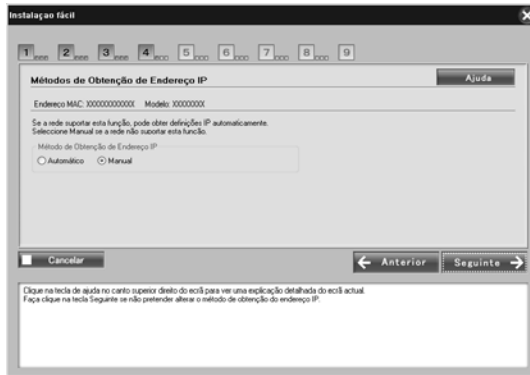 Instalaçao fácil
1 2 3 4 5 6 7 8 9
Métodos de Obtenção de Endereço IP
Ajuda
Endereço MAC: XXXXXXXXXXXX Modelo: XXXXXXXX
Se a rede suportar esta função, pode obter definições IP automaticamente.
Seleccione Manual se a rede não suportar esta função.
Método de Obtenção de Endereço IP
Automático Manual
Cancelar
Anterior
Seguinte
Clique na tecla de ajuda no canto superior direito do ecrã para ver uma explicação detalhada do ecrã actual.
Faça clique na tecla Seguinte se não pretender alterar o método de obtenção do endereço IP.